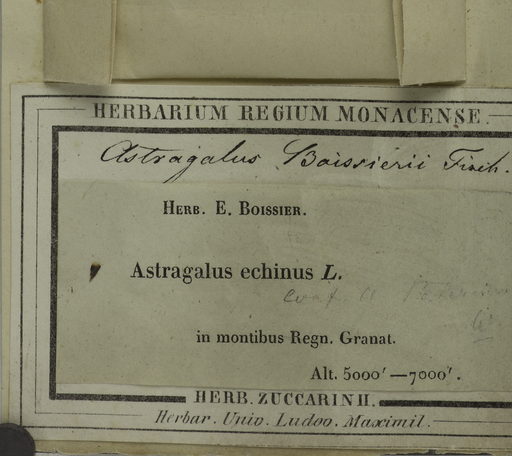 HERBARIUM REGIUM MONACENSE.
Astragalus Boissierii Fisch.
HERB. E. BOISSIER.
Astragalus echinus L.
in montibus Regn. Granat.
Alt. 5000' — 7000'.
HERB. ZUCCARINII.
Herbar. Univ. Ludov. Maximil.